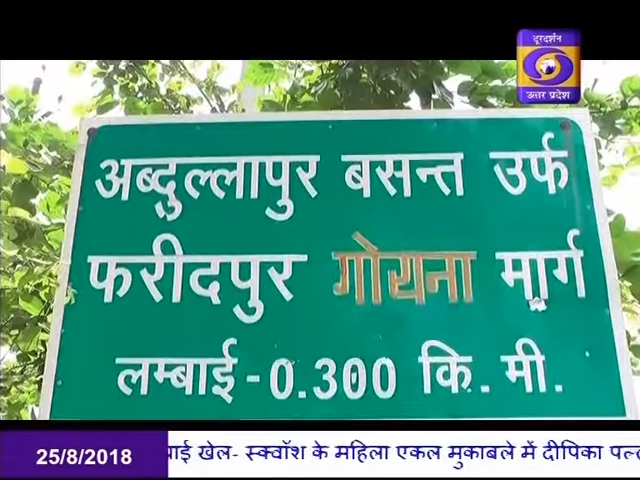 दूरदर्शन
उत्तर प्रदेश
अब्दुल्लापुर बसन्त उर्फ
फरीदपुर गोयना मार्ग
लम्बाई - 0.300 कि. मी.
25/8/2018
खेल- स्क्वॉश के महिला एकल मुकाबले में दीपिका